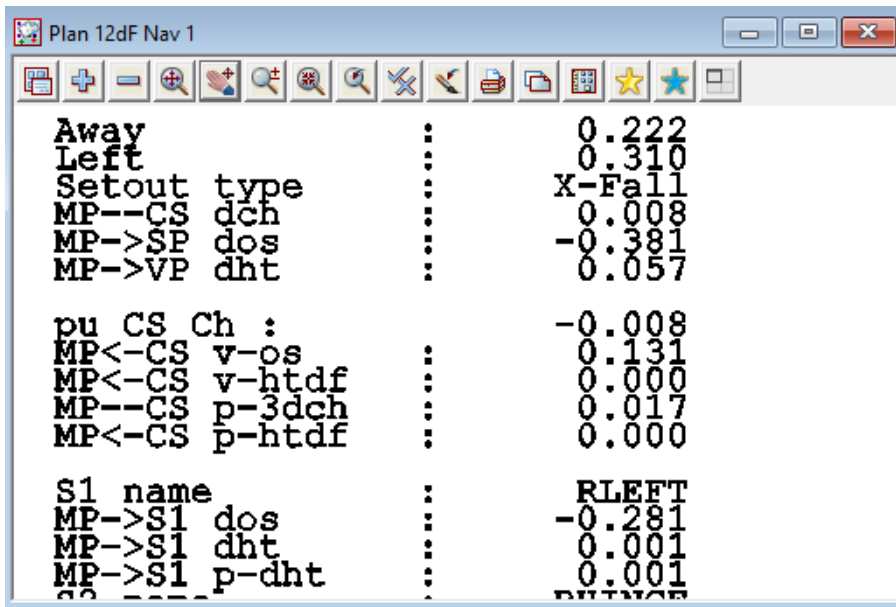 Plan 12dF Nav 1
Away : 0.222
Left : 0.310
Setout type : X-Fall
MP--CS dch : 0.008
MP->SP dos : -0.381
MP->VP dht : 0.057
pu CS Ch : -0.008
MP<-CS v-os : 0.131
MP<-CS v-htdf : 0.000
MP--CS p-3dch : 0.017
MP<-CS p-htdf : 0.000
S1 name : RLEFT
MP->S1 dos : -0.281
MP->S1 dht : 0.001
MP->S1 p-dht : 0.001